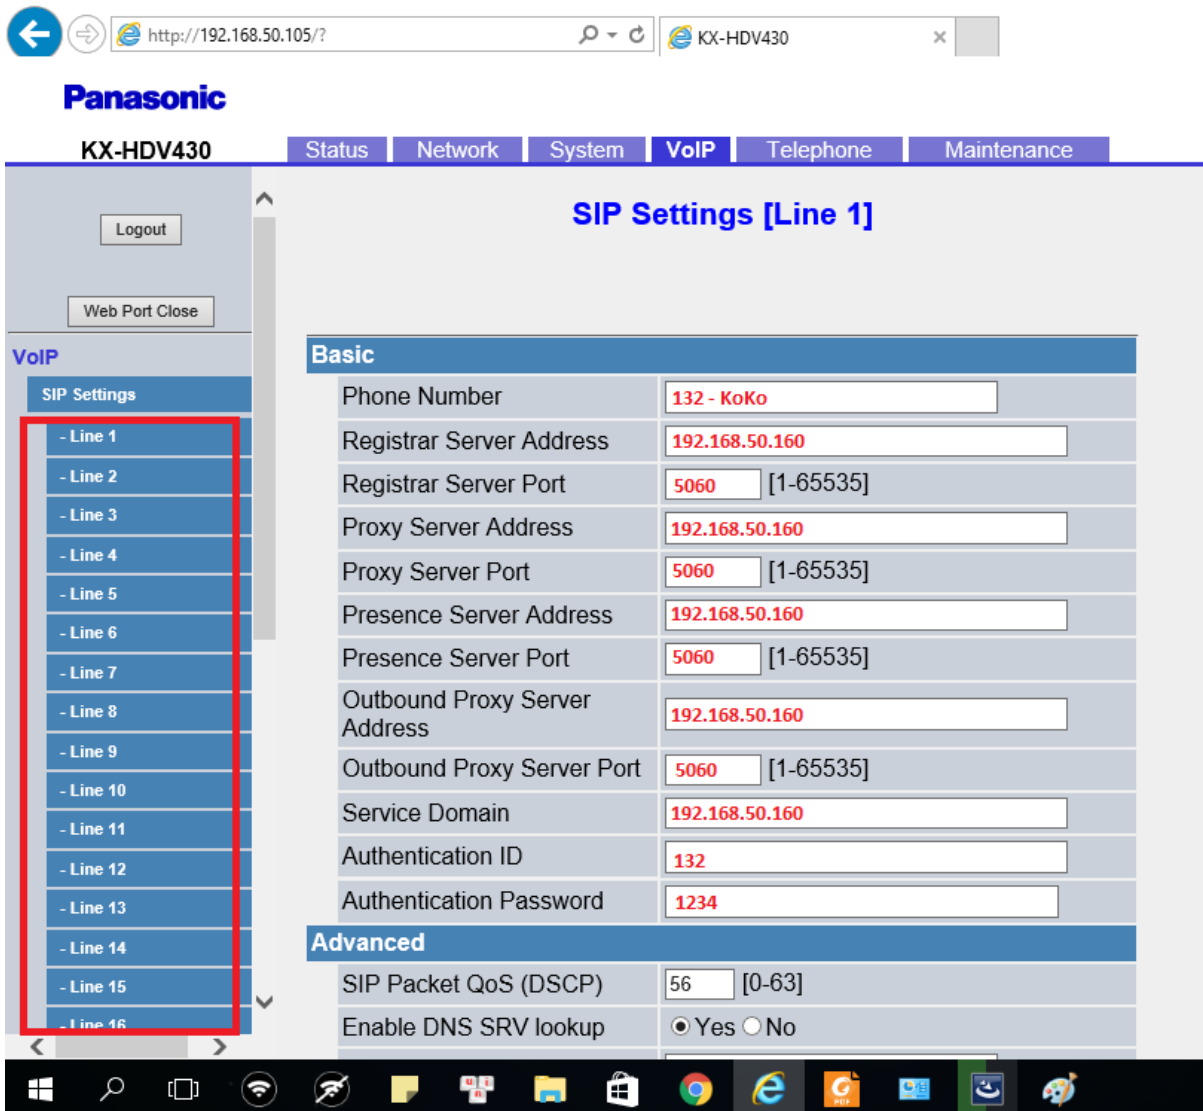 http://192.168.50.105/?
KX-HDV430
Panasonic
KX-HDV430
Status
Network
System
VoIP
Telephone
Maintenance
Logout
Web Port Close
VoIP
SIP Settings
- Line 1
- Line 2
- Line 3
- Line 4
- Line 5
- Line 6
- Line 7
- Line 8
- Line 9
- Line 10
- Line 11
- Line 12
- Line 13
- Line 14
- Line 15
- Line 16
SIP Settings [Line 1]
Basic
Phone Number 132 - KoKo
Registrar Server Address 192.168.50.160
Registrar Server Port 5060 [1-65535]
Proxy Server Address 192.168.50.160
Proxy Server Port 5060 [1-65535]
Presence Server Address 192.168.50.160
Presence Server Port 5060 [1-65535]
Outbound Proxy Server
Address 192.168.50.160
Outbound Proxy Server Port 5060 [1-65535]
Service Domain 192.168.50.160
Authentication ID 132
Authentication Password 1234
Advanced
SIP Packet QoS (DSCP) 56 [0-63]
Enable DNS SRV lookup Yes No